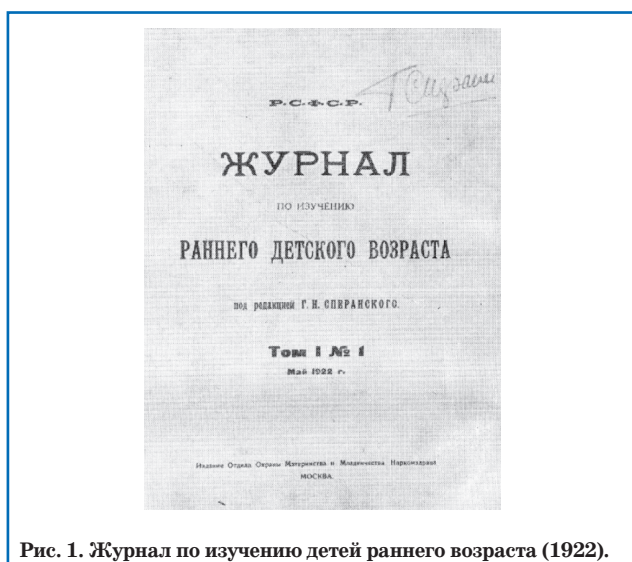 Р.С.Ф.С.Р.
ЖУРНАЛ
ПО ИЗУЧЕНИЮ
РАННЕГО ДЕТСКОГО ВОЗРАСТА
под редакцией Г. Н. СПИРАНСКОГО.
Том I № 1
Май 1922 г.
Издание Отдела Охраны Материнства и Младенчества Наркомздрава
МОСКВА.
Рис. 1. Журнал по изучению детей раннего возраста (1922).